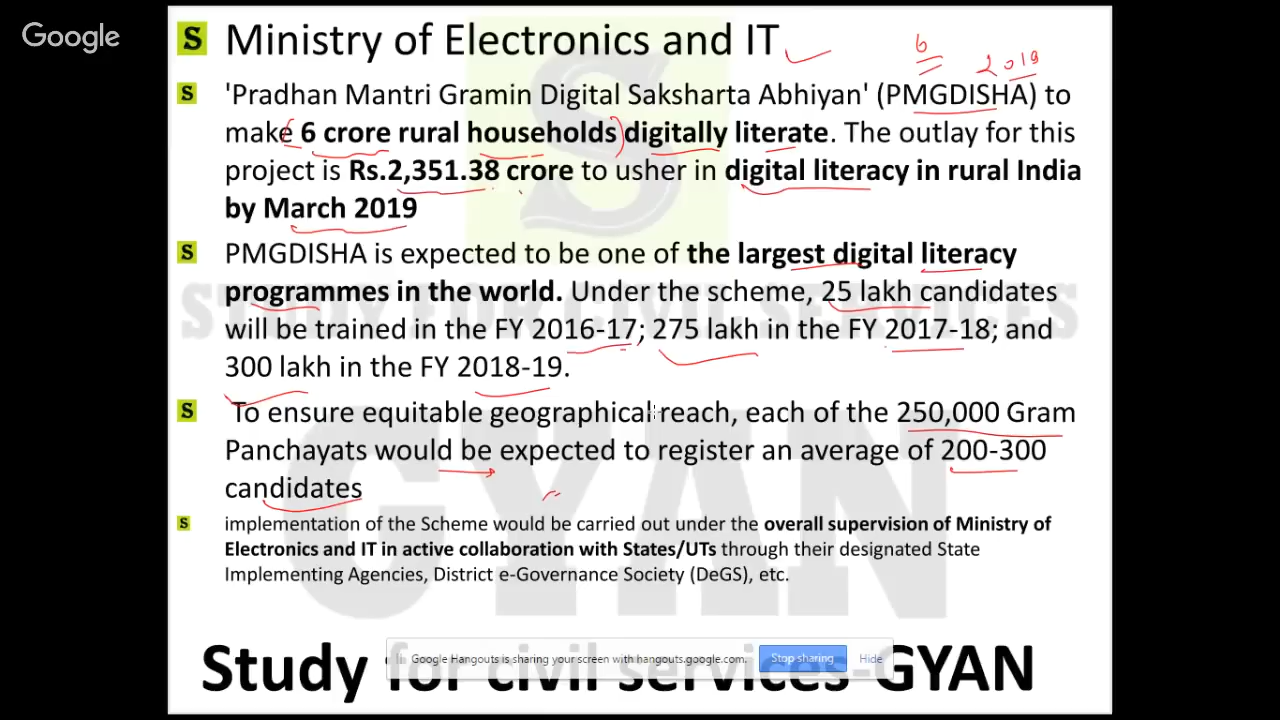 Google
S Ministry of Electronics and IT
6 2019
S 'Pradhan Mantri Gramin Digital Saksharta Abhiyan' (PMGDISHA) to
make 6 crore rural households digitally literate. The outlay for this
project is Rs.2,351.38 crore to usher in digital literacy in rural India
by March 2019
S PMGDISHA is expected to be one of the largest digital literacy
programmes in the world. Under the scheme, 25 lakh candidates
will be trained in the FY 2016-17; 275 lakh in the FY 2017-18; and
300 lakh in the FY 2018-19.
S To ensure equitable geographical reach, each of the 250,000 Gram
Panchayats would be expected to register an average of 200-300
candidates
S implementation of the Scheme would be carried out under the overall supervision of Ministry of
Electronics and IT in active collaboration with States/UTs through their designated State
Implementing Agencies, District e-Governance Society (DeGS), etc.
S
STUDY FOR CIVIL SERVICES
GYAN
Google Hangouts is sharing your screen with hangouts.google.com. Stop sharing Hide
Study for civil services-GYAN